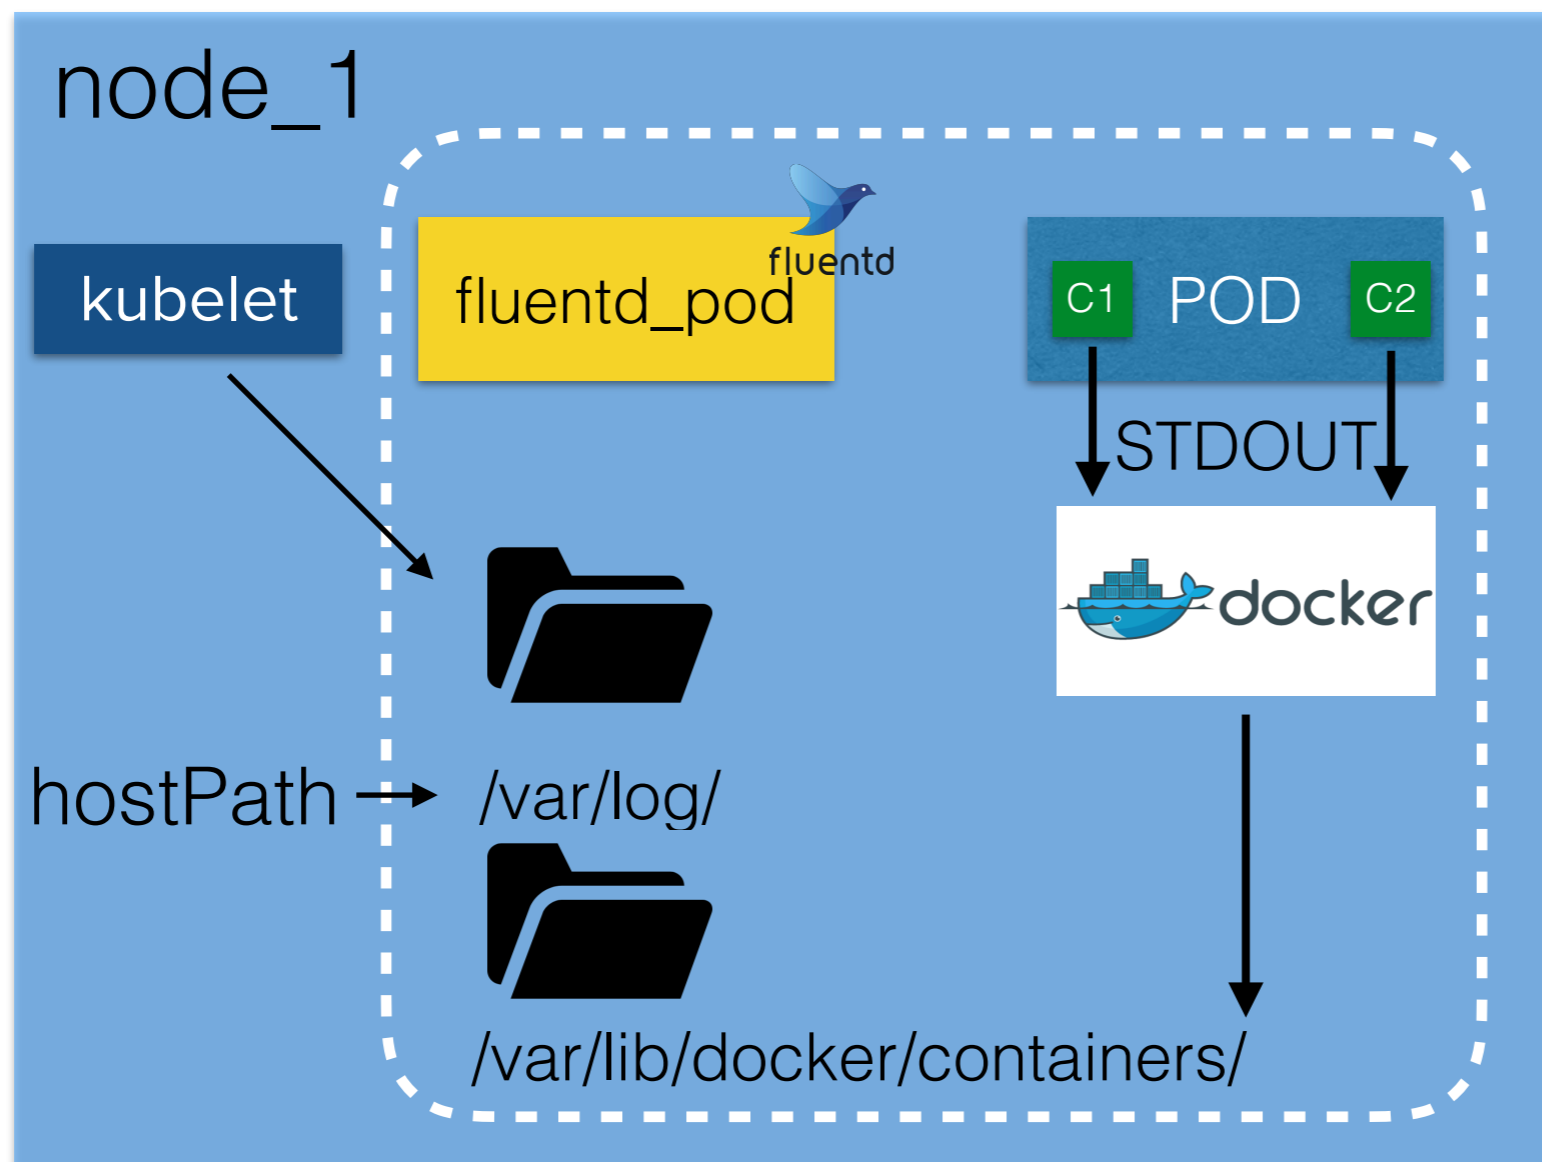 node_1
kubelet
fluentd_pod
fluentd
C1
POD
C2
STDOUT
docker
hostPath
/var/log/
/var/lib/docker/containers/